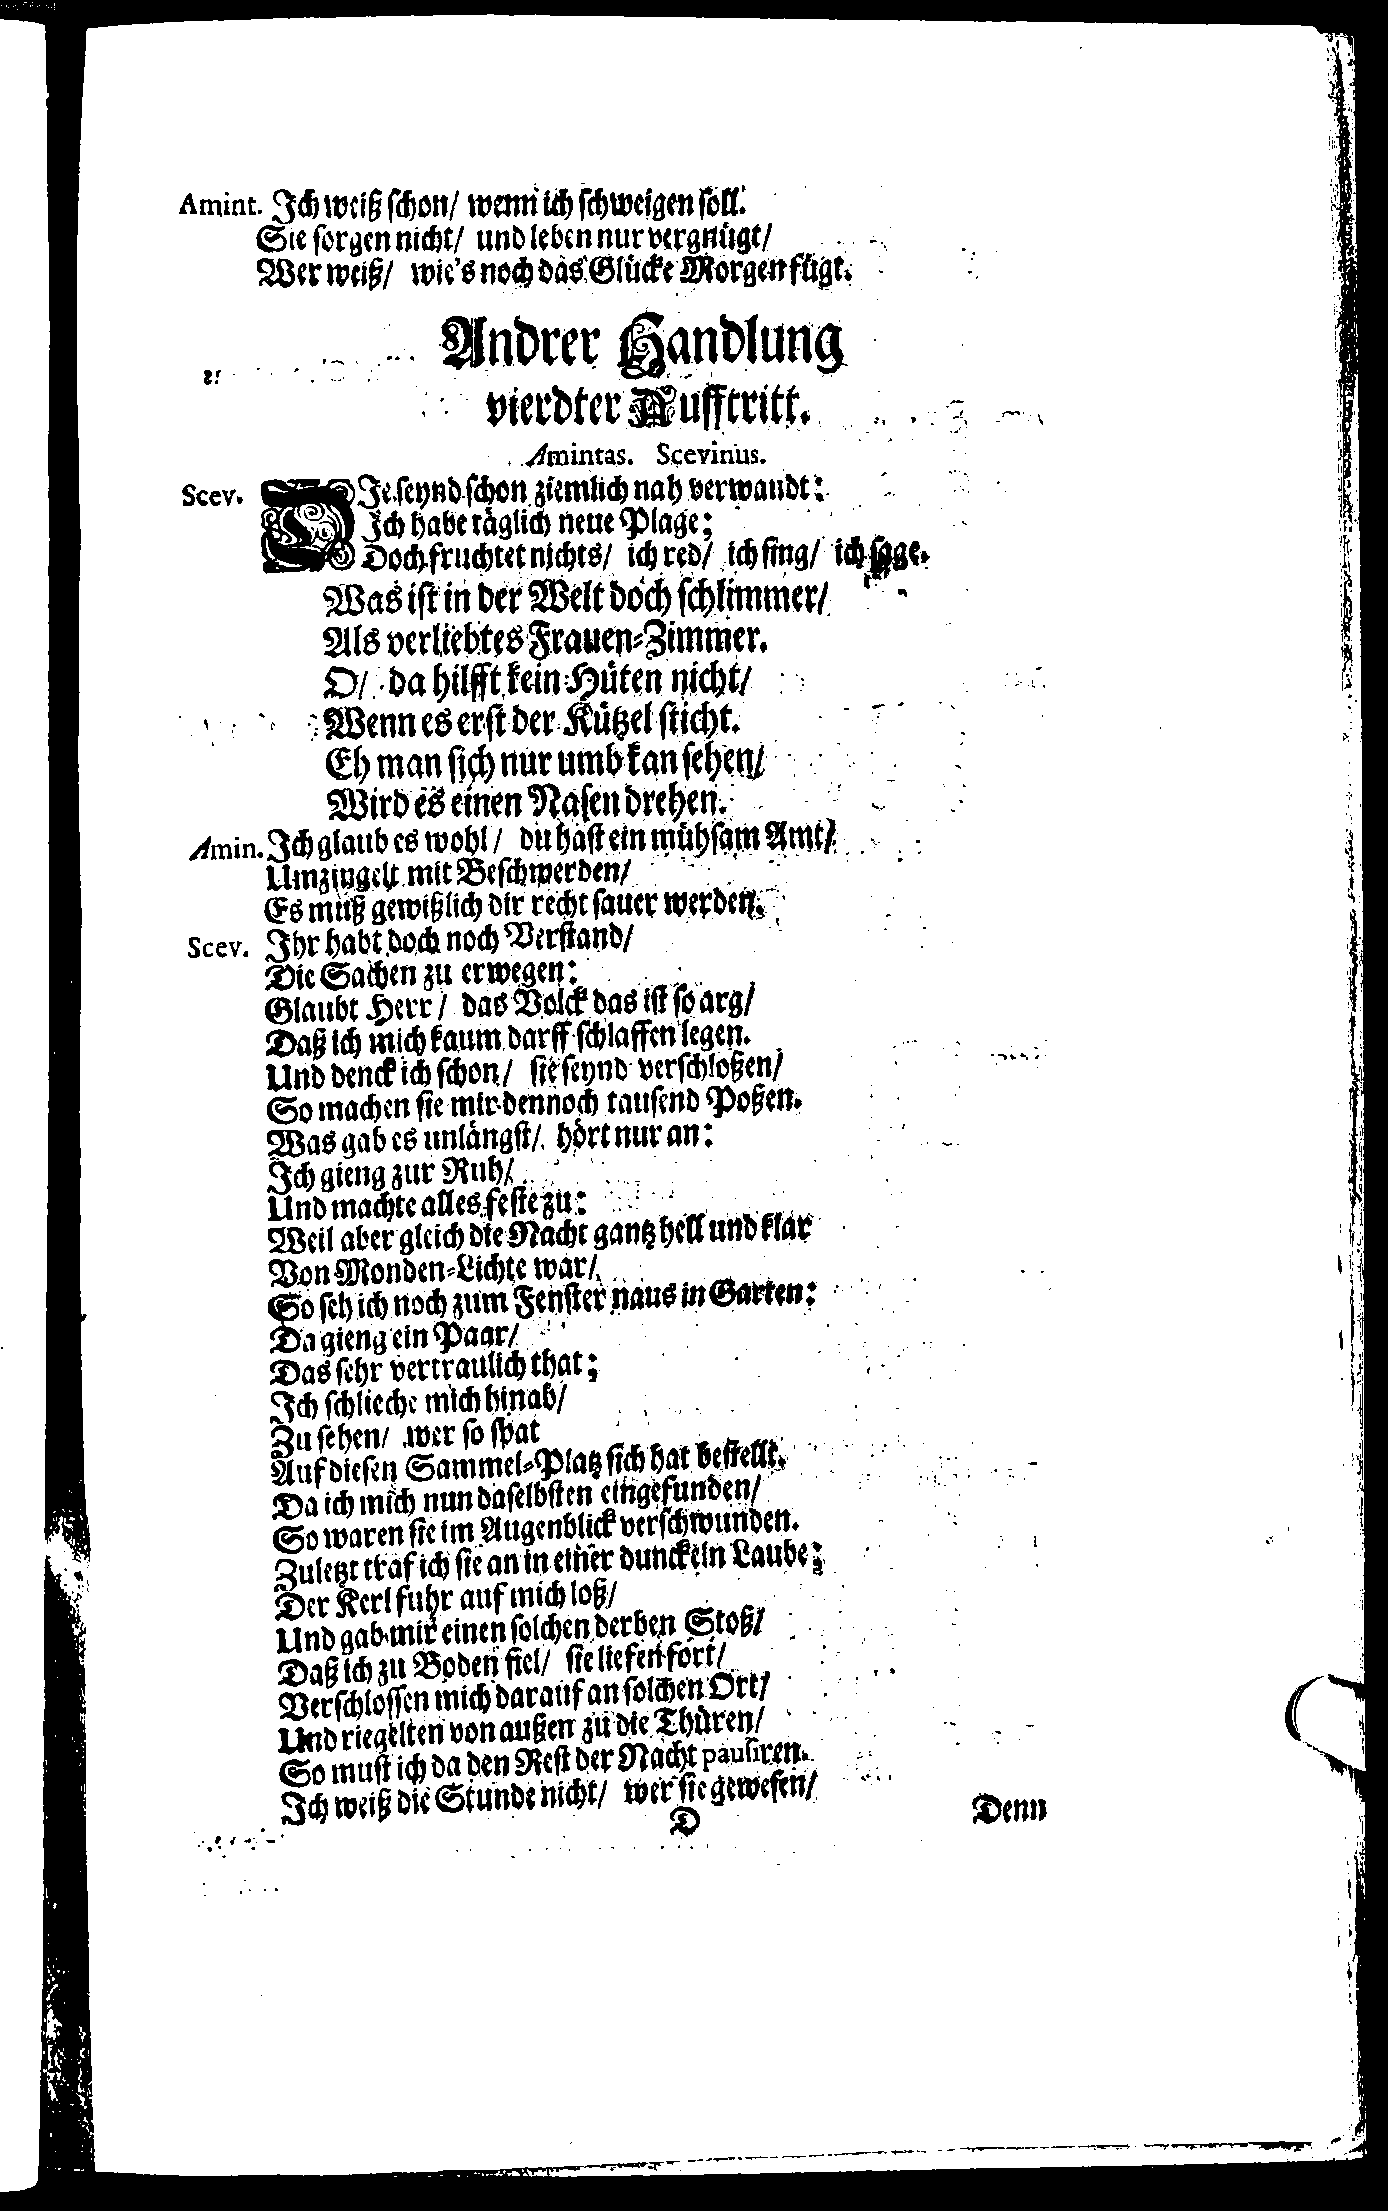 Amint. Ich weiß schon/ wenn ich schweigen soll.
Sie sorgen nicht/ und leben nur vergnügt/
Wer weiß/ wie's noch das Glücke Morgen fügt.
Andrer Handlung
vierdter Aufftritt.
Amintas. Scevinus.
Scev. SIe seynd schon ziemlich nah verwandt:
Ich habe täglich neue Plage;
Doch fruchtet nichts/ ich red/ ich sing/ ich sage.
Was ist in der Welt doch schlimmer/
Als verliebtes Frauen-Zimmer.
O/ da hilfft kein Hüten nicht/
Wenn es erst der Kützel sticht.
Eh man sich nur umb kan sehen/
Wird es einen Nasen drehen.
Amin. Ich glaub es wohl/ du hast ein mühsam Amt/
Umzingelt mit Beschwerden/
Es muß gewißlich dir recht sauer werden.
Scev. Ihr habt doch noch Verstand/
Die Sachen zu erwegen:
Glaubt Herr/ das Volck das ist so arg/
Daß ich mich kaum darff schlaffen legen.
Und denck ich schon/ sie seynd verschloßen/
So machen sie mir dennoch tausend Poßen.
Was gab es unlängst/ hört nur an:
Ich gieng zur Ruh/
Und machte alles feste zu:
Weil aber gleich die Nacht gantz hell und klar
Von Monden-Lichte war/
So seh ich noch zum Fenster naus in Garten:
Da gieng ein Paar/
Das sehr vertraulich that;
Ich schlieche mich hinab/
Zu sehen/ wer so spat
Auf diesen Sammel-Platz sich hat bestellt.
Da ich mich nun daselbsten eingefunden/
So waren sie im Augenblick verschwunden.
Zuletzt traf ich sie an in einer dunckeln Laube;
Der Kerl fuhr auf mich loß/
Und gab mir einen solchen derben Stoß/
Daß ich zu Boden fiel/ sie liefen fort/
Verschlossen mich darauf an solchen Ort/
Und riegelten von außen zu die Thüren/
So must ich da den Rest der Nacht pausiren.
Ich weiß die Stunde nicht/ wer sie gewesen/
D Denn